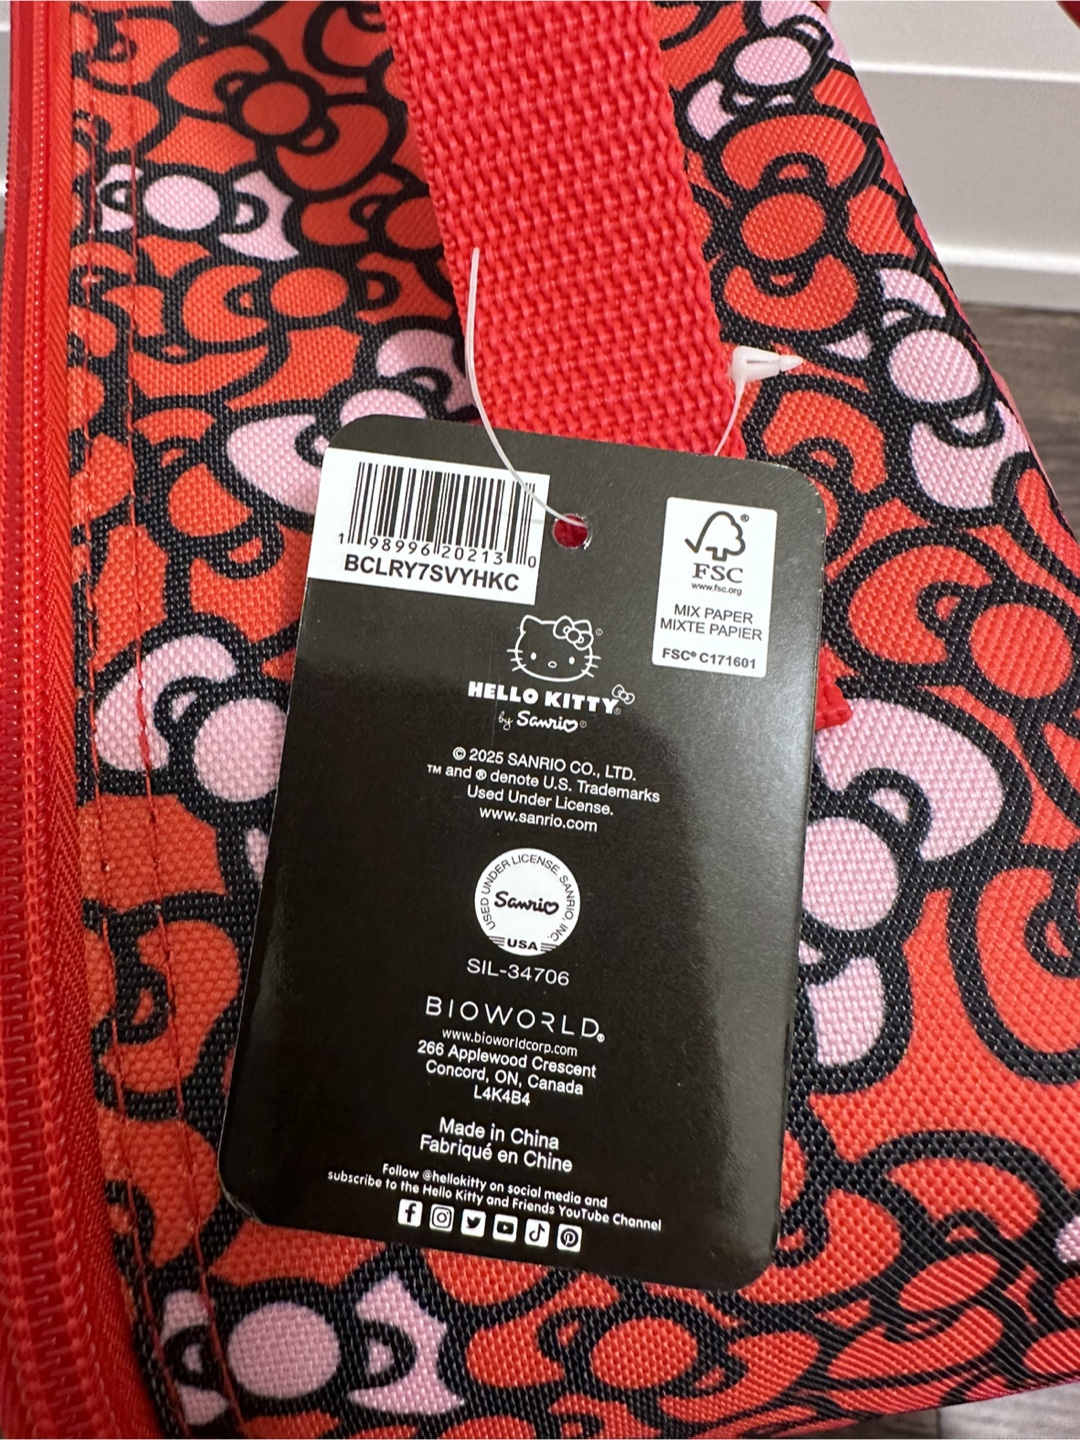 1 98996 20213 0
BCLRY7SVYHKC
FSC®
www.fsc.org
MIX PAPER
MIXTE PAPIER
FSC® C171601
HELLO KITTY®
by Sanrio®
© 2025 SANRIO CO., LTD.
™ and ® denote U.S. Trademarks
Used Under License.
www.sanrio.com
USED UNDER LICENSE, SANRIO, INC.
Sanrio
USA
SIL-34706
BIOWORLD®
www.bioworldcorp.com
266 Applewood Crescent
Concord, ON, Canada
L4K4B4
Made in China
Fabriqué en Chine
Follow @hellokitty on social media and
subscribe to the Hello Kitty and Friends YouTube Channel